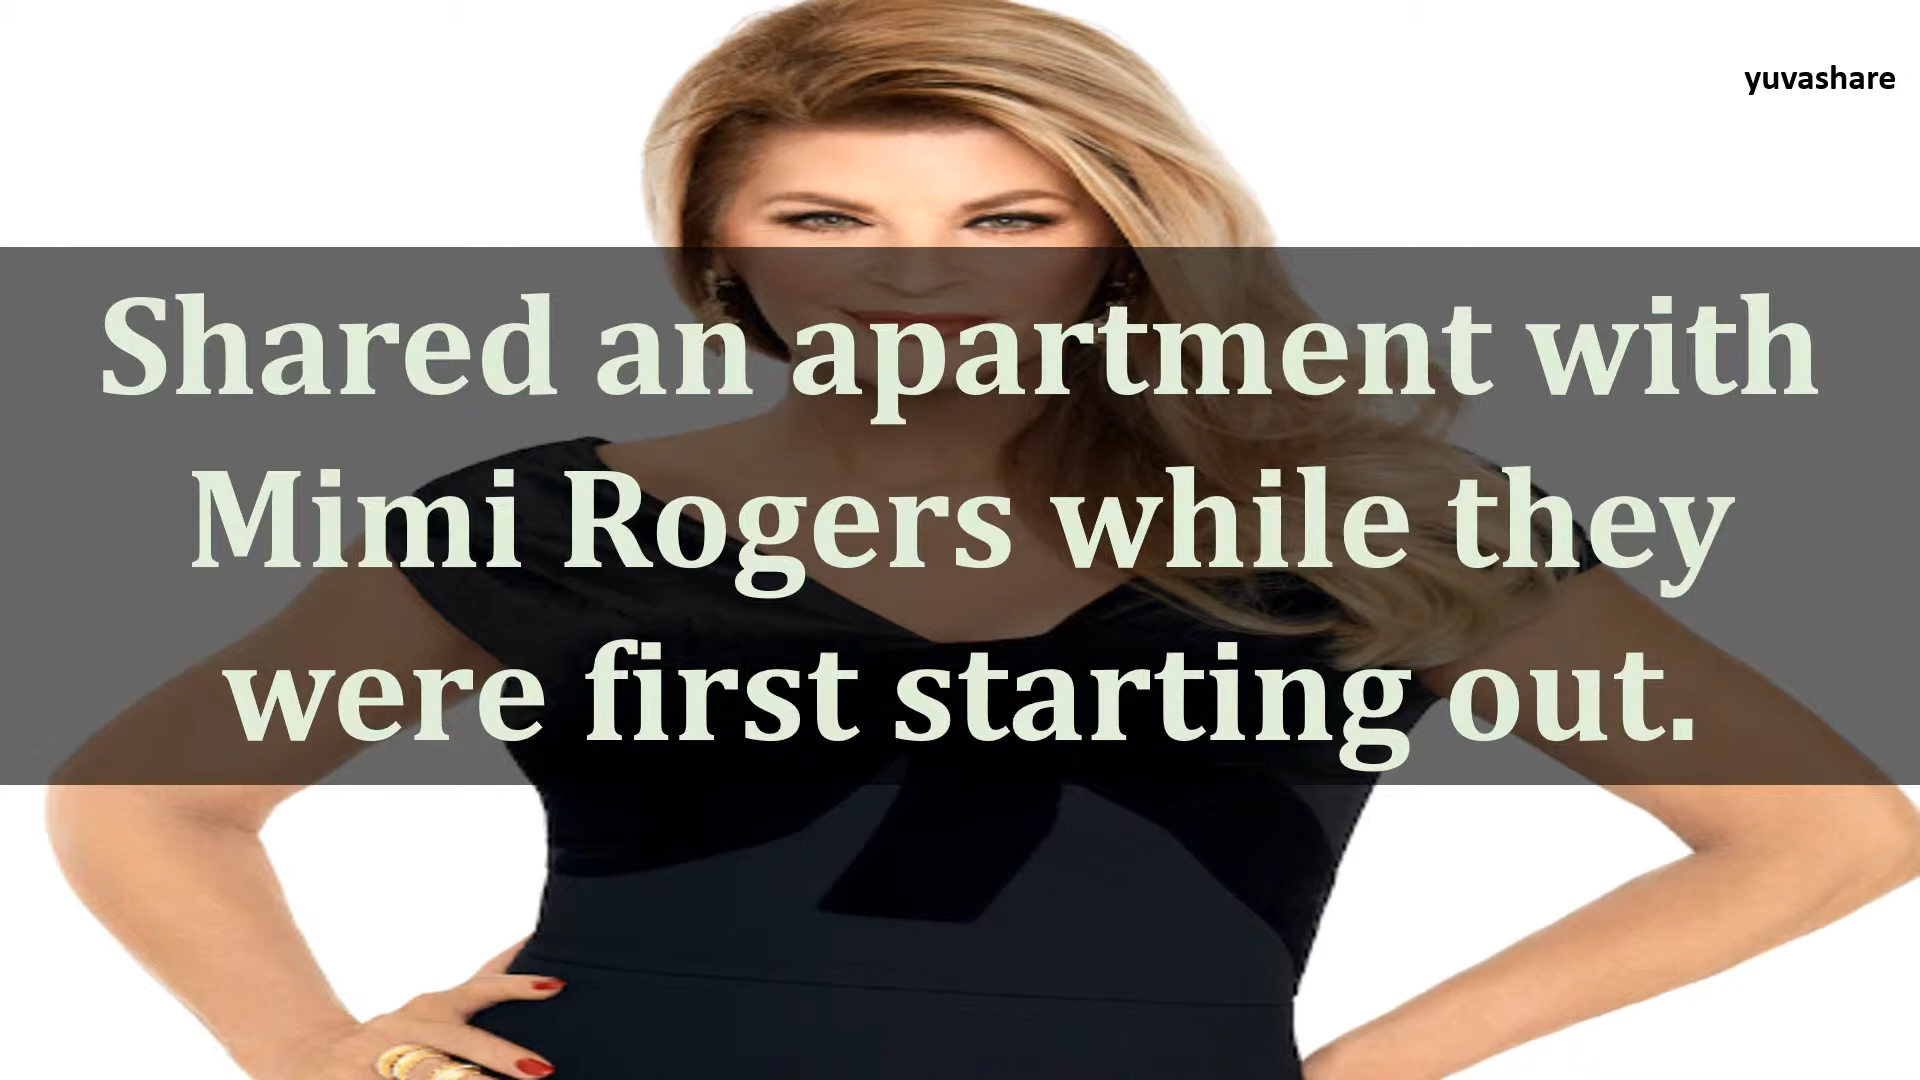 yuvashare
Shared an apartment with
Mimi Rogers while they
were first starting out.